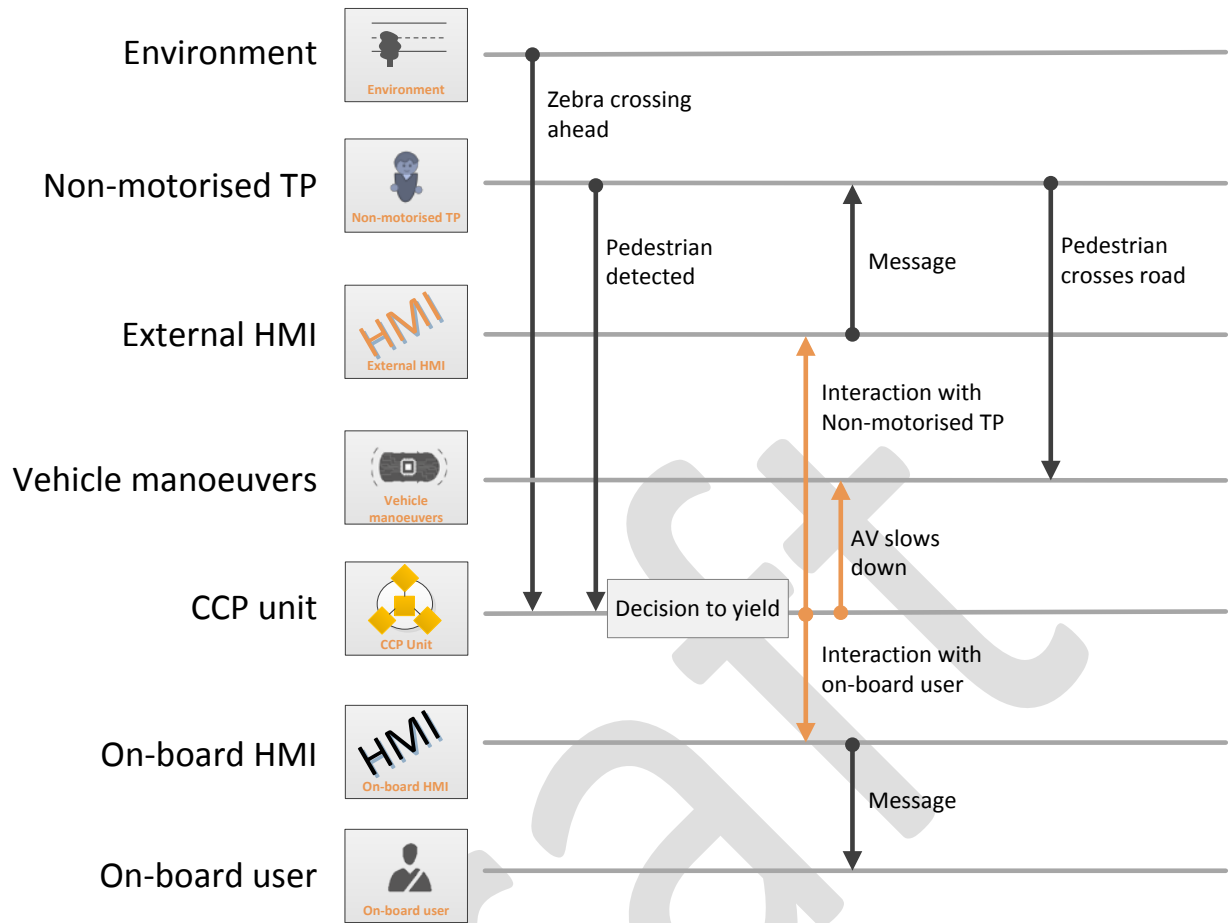 Environment
Environment
Zebra crossing
ahead
Non-motorised TP
Non-motorised TP
Pedestrian
detected
Message
Pedestrian
crosses road
External HMI
HMI
External HMI
Interaction with
Non-motorised TP
Vehicle manoeuvers
Vehicle
manoeuvers
AV slows
down
CCP unit
CCP Unit
Decision to yield
Interaction with
on-board user
On-board HMI
HMI
On-board HMI
Message
On-board user
On-board user
raft